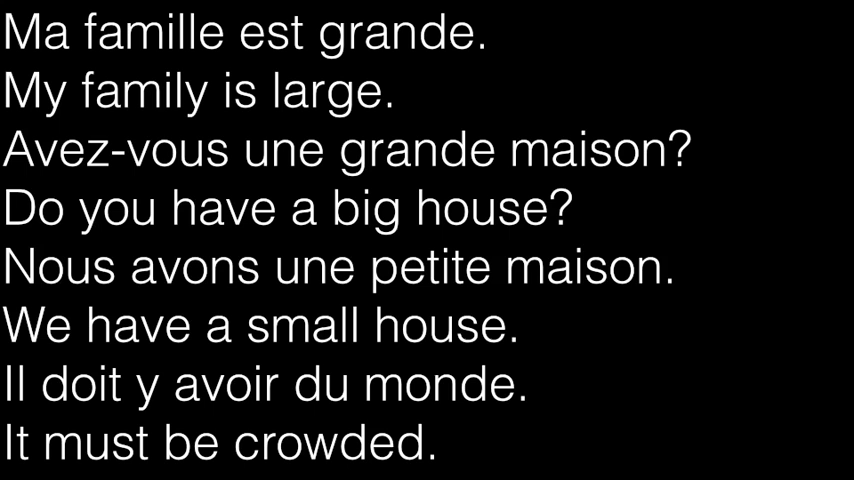 Ma famille est grande.
My family is large.
Avez-vous une grande maison?
Do you have a big house?
Nous avons une petite maison.
We have a small house.
Il doit y avoir du monde.
It must be crowded.